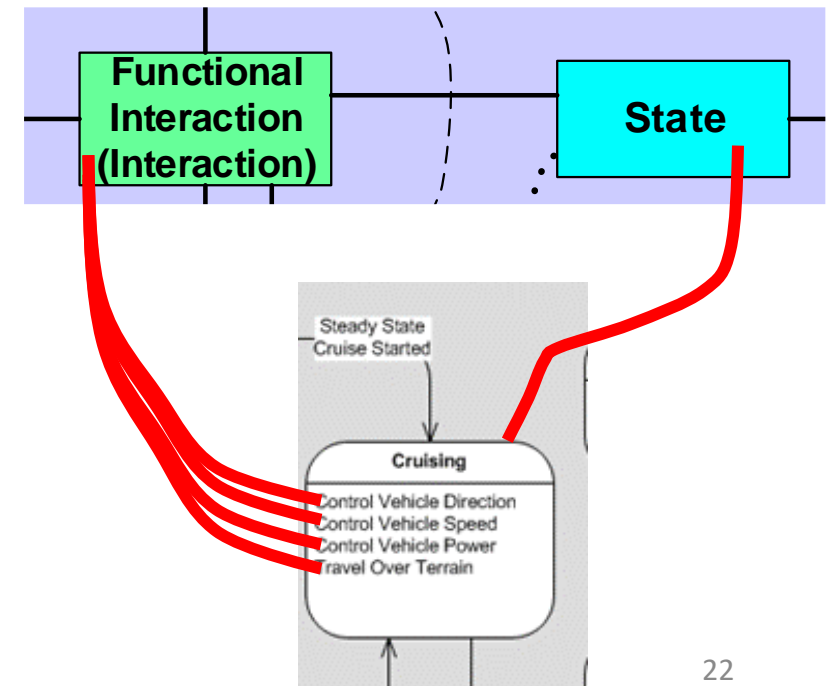 Functional
Interaction
(Interaction)
State
Steady State
Cruise Started
Cruising
Control Vehicle Direction
Control Vehicle Speed
Control Vehicle Power
Travel Over Terrain
22